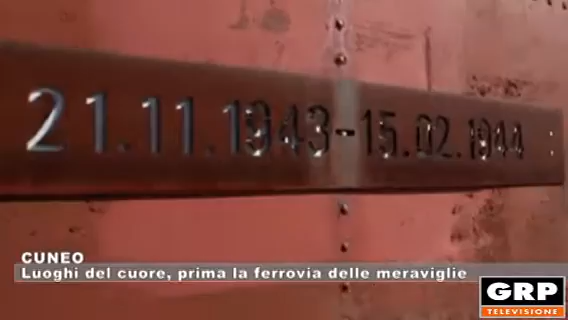 21.11.1943-15.02.1944
CUNEO
Luoghi del cuore, prima la ferrovia delle meraviglie
GRP
TELEVISIONE